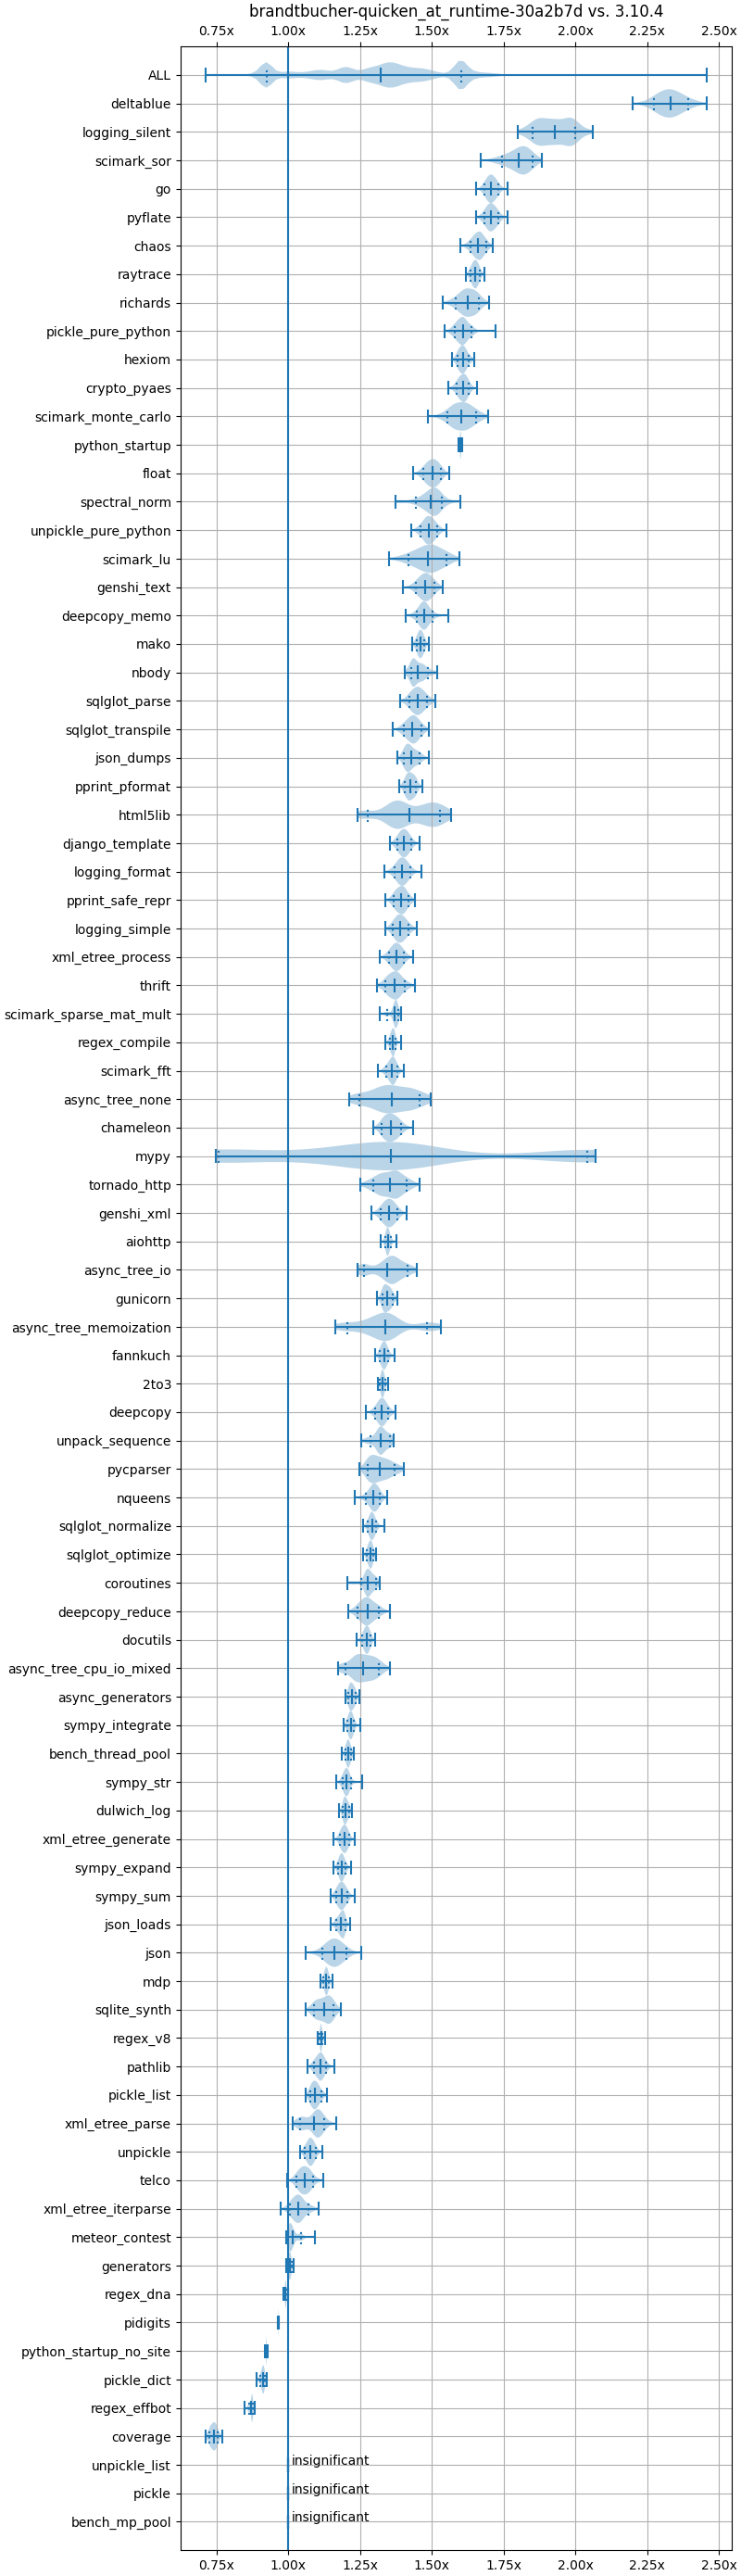 brandtbucher-quicken_at_runtime-30a2b7d vs. 3.10.4
0.75x 1.00x 1.25x 1.50x 1.75x 2.00x 2.25x 2.50x
ALL
deltablue
logging_silent
scimark_sor
go
pyflate
chaos
raytrace
richards
pickle_pure_python
hexiom
crypto_pyaes
scimark_monte_carlo
python_startup
float
spectral_norm
unpickle_pure_python
scimark_lu
genshi_text
deepcopy_memo
mako
nbody
sqlglot_parse
sqlglot_transpile
json_dumps
pprint_pformat
html5lib
django_template
logging_format
pprint_safe_repr
logging_simple
xml_etree_process
thrift
scimark_sparse_mat_mult
regex_compile
scimark_fft
async_tree_none
chameleon
mypy
tornado_http
genshi_xml
aiohttp
async_tree_io
gunicorn
async_tree_memoization
fannkuch
2to3
deepcopy
unpack_sequence
pycparser
nqueens
sqlglot_normalize
sqlglot_optimize
coroutines
deepcopy_reduce
docutils
async_tree_cpu_io_mixed
async_generators
sympy_integrate
bench_thread_pool
sympy_str
dulwich_log
xml_etree_generate
sympy_expand
sympy_sum
json_loads
json
mdp
sqlite_synth
regex_v8
pathlib
pickle_list
xml_etree_parse
unpickle
telco
xml_etree_iterparse
meteor_contest
generators
regex_dna
pidigits
python_startup_no_site
pickle_dict
regex_effbot
coverage
unpickle_list insignificant
pickle insignificant
bench_mp_pool insignificant
0.75x 1.00x 1.25x 1.50x 1.75x 2.00x 2.25x 2.50x